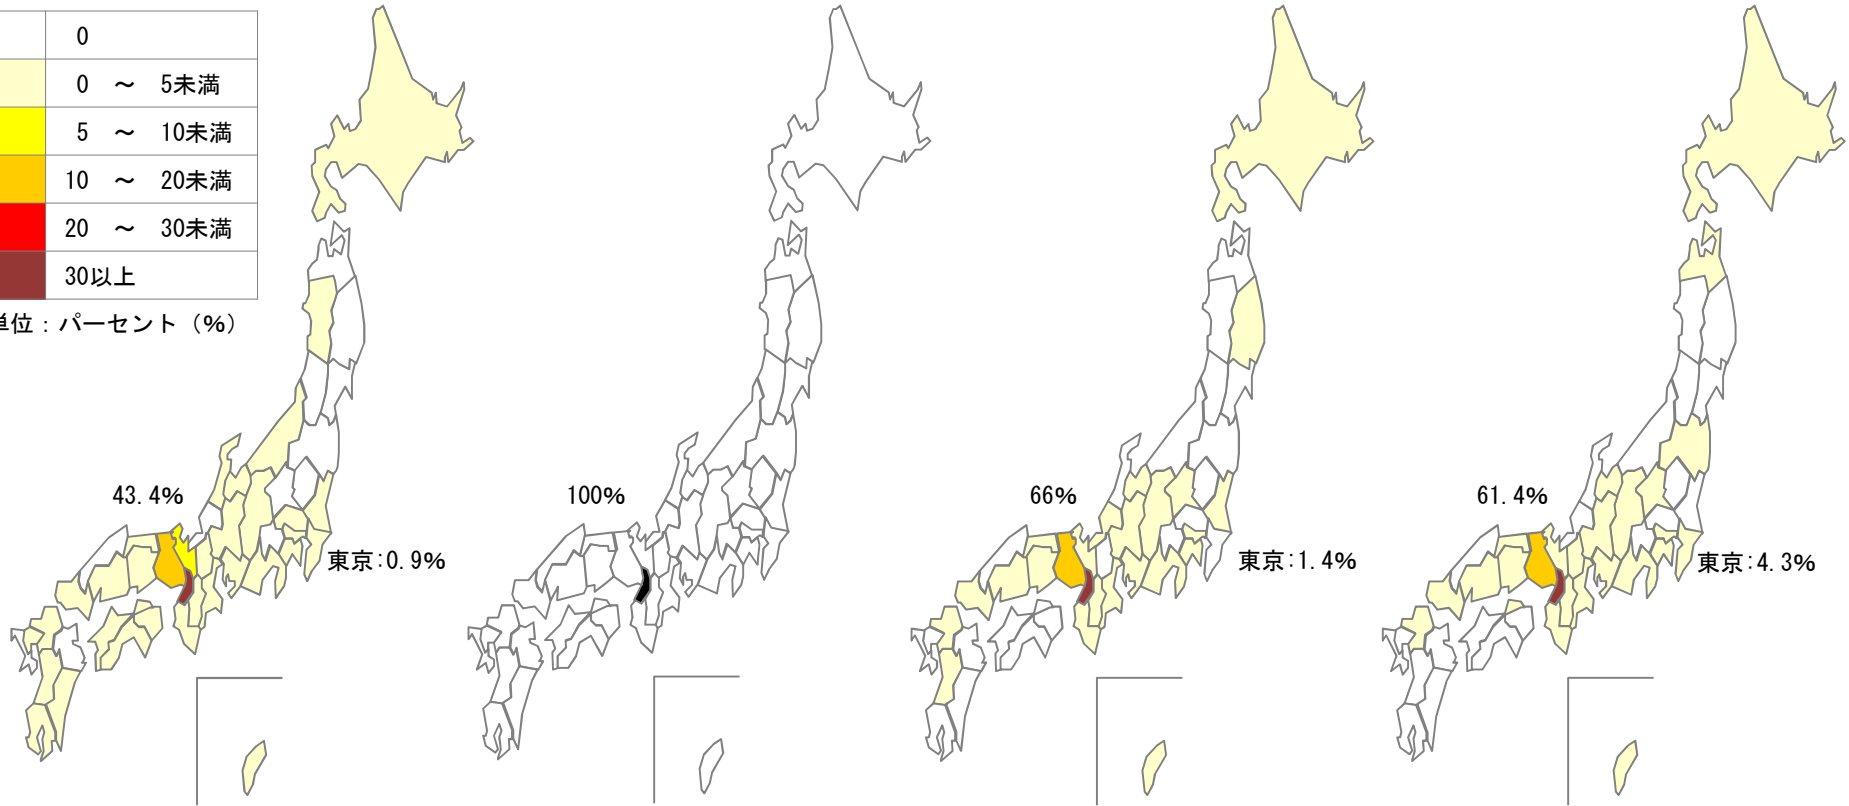 0
0 ～ 5未満
5 ～ 10未満
10 ～ 20未満
20 ～ 30未満
30以上
単位：パーセント（％）
43.4%
東京：0.9%
100%
66%
東京：1.4%
61.4%
東京：4.3%